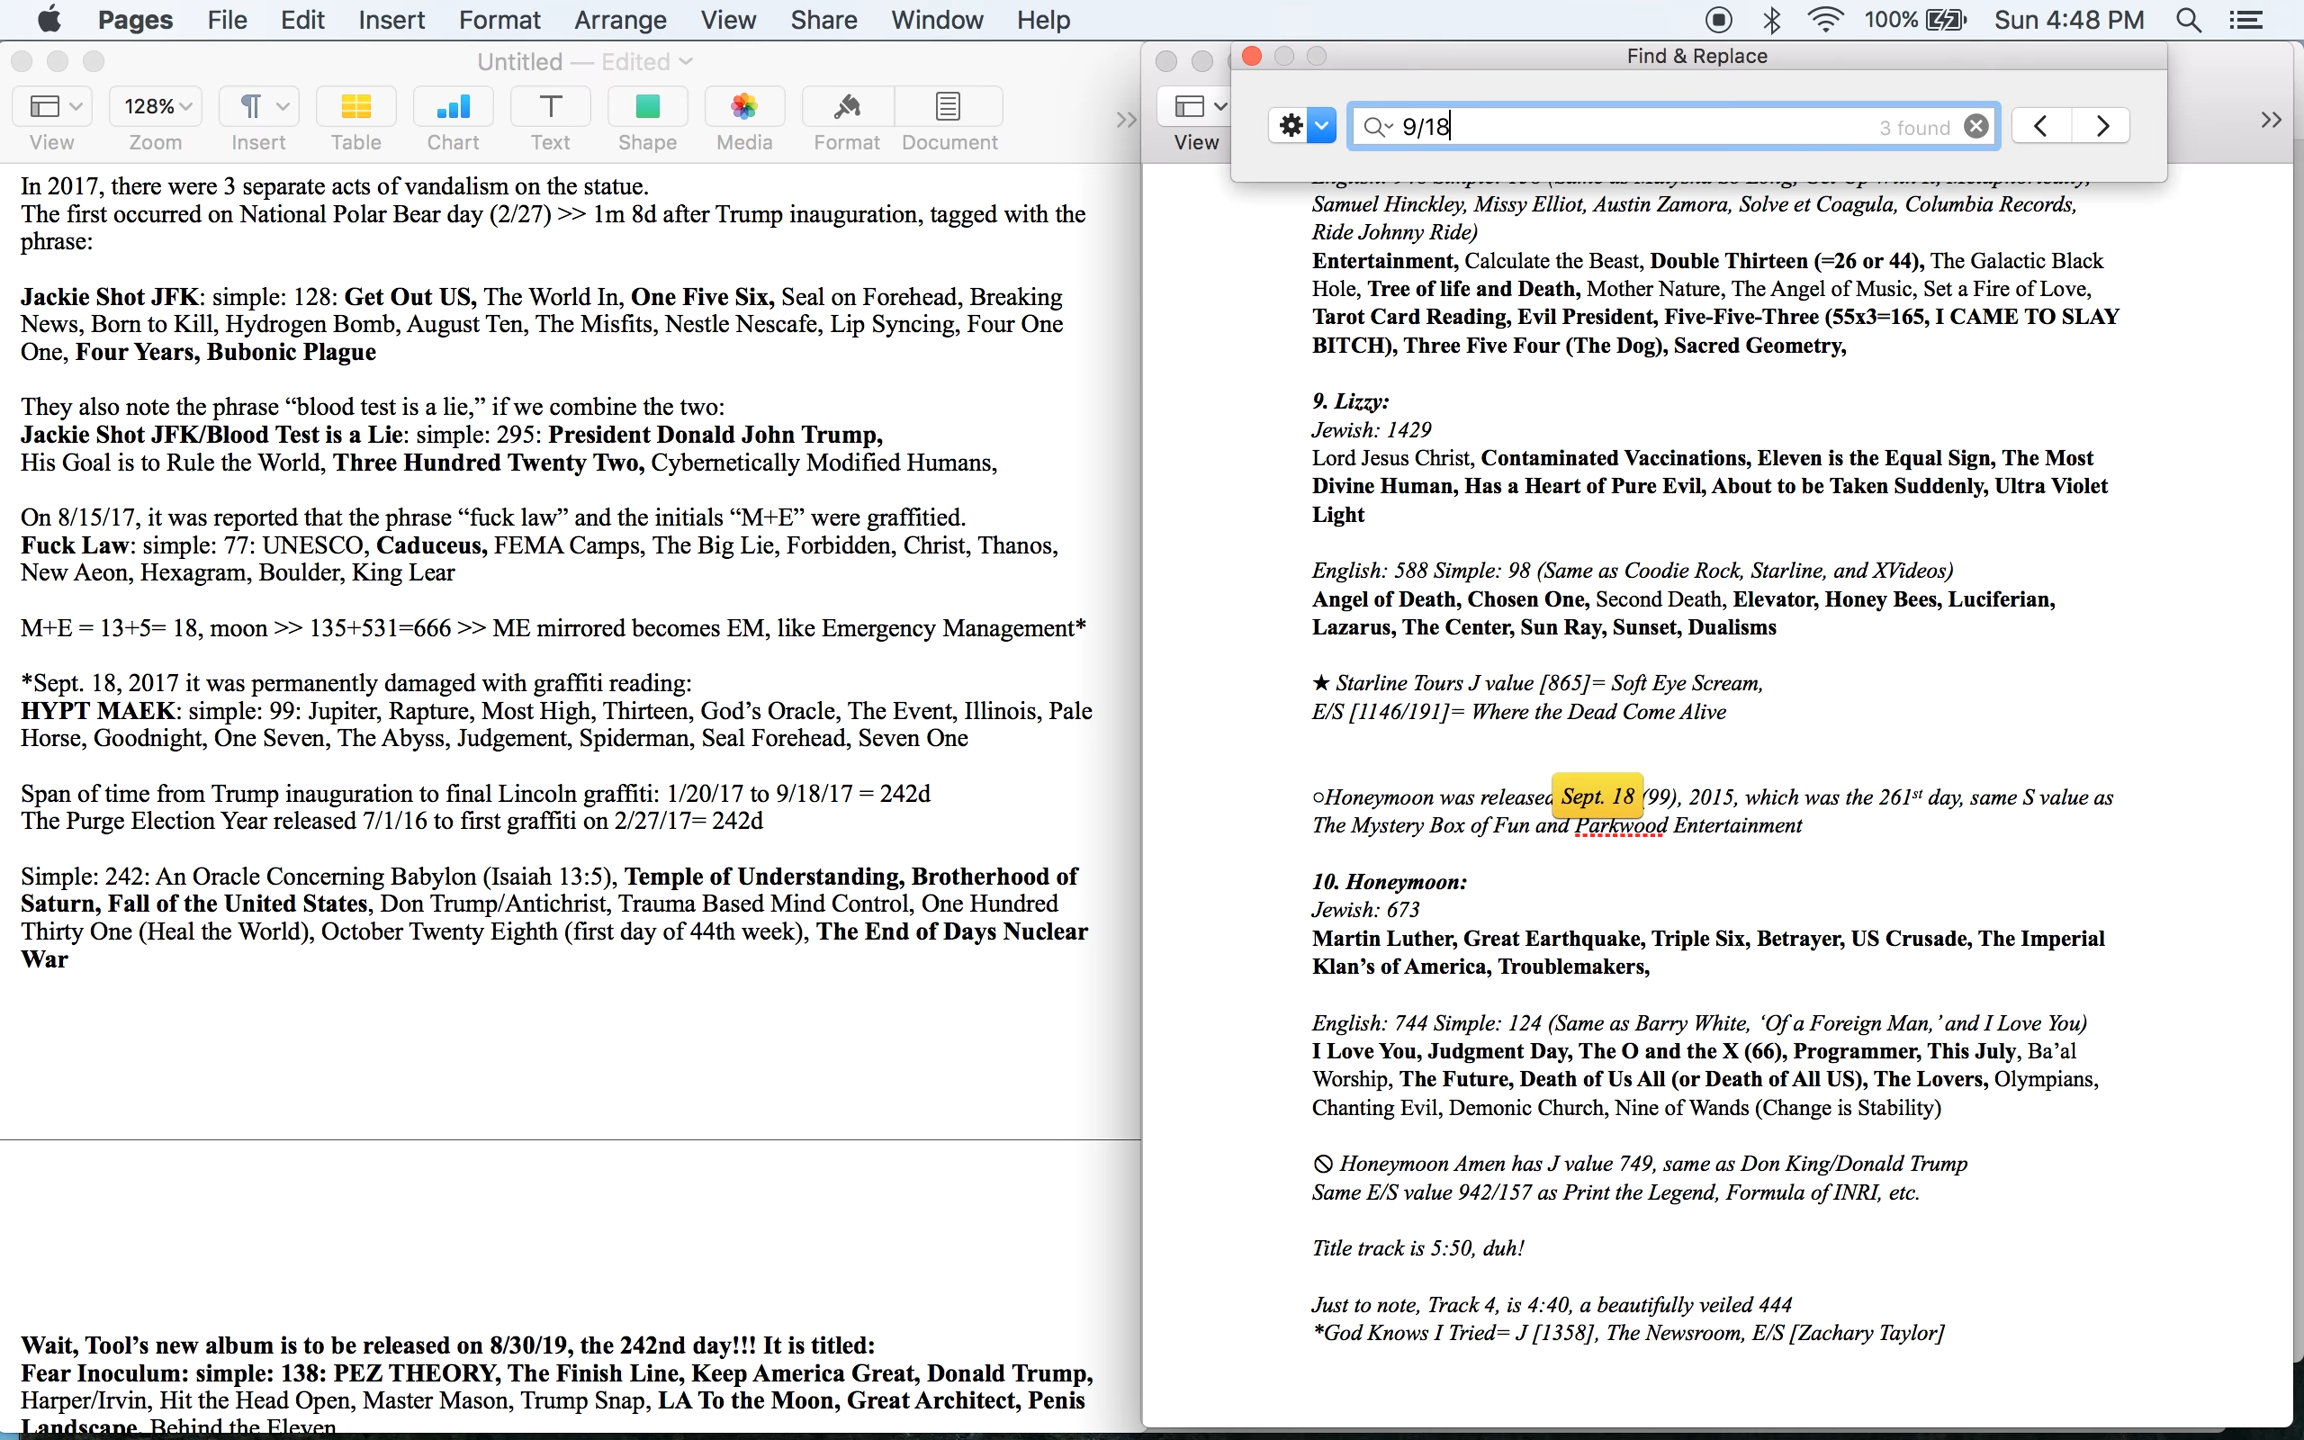 Pages File Edit Insert Format Arrange View Share Window Help
100% Sun 4:48 PM
Untitled — Edited
128%
View Zoom Insert Table Chart Text Shape Media Format Document
In 2017, there were 3 separate acts of vandalism on the statue.
The first occurred on National Polar Bear day (2/27) >> 1m 8d after Trump inauguration, tagged with the
phrase:
Jackie Shot JFK: simple: 128: Get Out US, The World In, One Five Six, Seal on Forehead, Breaking
News, Born to Kill, Hydrogen Bomb, August Ten, The Misfits, Nestle Nescafe, Lip Syncing, Four One
One, Four Years, Bubonic Plague
They also note the phrase “blood test is a lie,” if we combine the two:
Jackie Shot JFK/Blood Test is a Lie: simple: 295: President Donald John Trump,
His Goal is to Rule the World, Three Hundred Twenty Two, Cybernetically Modified Humans,
On 8/15/17, it was reported that the phrase “fuck law” and the initials “M+E” were graffitied.
Fuck Law: simple: 77: UNESCO, Caduceus, FEMA Camps, The Big Lie, Forbidden, Christ, Thanos,
New Aeon, Hexagram, Boulder, King Lear
M+E = 13+5= 18, moon >> 135+531=666 >> ME mirrored becomes EM, like Emergency Management*
*Sept. 18, 2017 it was permanently damaged with graffiti reading:
HYPT MAEK: simple: 99: Jupiter, Rapture, Most High, Thirteen, God’s Oracle, The Event, Illinois, Pale
Horse, Goodnight, One Seven, The Abyss, Judgement, Spiderman, Seal Forehead, Seven One
Span of time from Trump inauguration to final Lincoln graffiti: 1/20/17 to 9/18/17 = 242d
The Purge Election Year released 7/1/16 to first graffiti on 2/27/17= 242d
Simple: 242: An Oracle Concerning Babylon (Isaiah 13:5), Temple of Understanding, Brotherhood of
Saturn, Fall of the United States, Don Trump/Antichrist, Trauma Based Mind Control, One Hundred
Thirty One (Heal the World), October Twenty Eighth (first day of 44th week), The End of Days Nuclear
War
Wait, Tool’s new album is to be released on 8/30/19, the 242nd day!!! It is titled:
Fear Inoculum: simple: 138: PEZ THEORY, The Finish Line, Keep America Great, Donald Trump,
Harper/Irvin, Hit the Head Open, Master Mason, Trump Snap, LA To the Moon, Great Architect, Penis
Landscape, Behind the Eleven
Find & Replace
9/18 3 found
View
Samuel Hinckley, Missy Elliot, Austin Zamora, Solve et Coagula, Columbia Records,
Ride Johnny Ride)
Entertainment, Calculate the Beast, Double Thirteen (=26 or 44), The Galactic Black
Hole, Tree of life and Death, Mother Nature, The Angel of Music, Set a Fire of Love,
Tarot Card Reading, Evil President, Five-Five-Three (55x3=165, I CAME TO SLAY
BITCH), Three Five Four (The Dog), Sacred Geometry,
9. Lizzy:
Jewish: 1429
Lord Jesus Christ, Contaminated Vaccinations, Eleven is the Equal Sign, The Most
Divine Human, Has a Heart of Pure Evil, About to be Taken Suddenly, Ultra Violet
Light
English: 588 Simple: 98 (Same as Coodie Rock, Starline, and XVideos)
Angel of Death, Chosen One, Second Death, Elevator, Honey Bees, Luciferian,
Lazarus, The Center, Sun Ray, Sunset, Dualisms
★ Starline Tours J value [865]= Soft Eye Scream,
E/S [1146/191]= Where the Dead Come Alive
○Honeymoon was released Sept. 18 (99), 2015, which was the 261st day, same S value as
The Mystery Box of Fun and Parkwood Entertainment
10. Honeymoon:
Jewish: 673
Martin Luther, Great Earthquake, Triple Six, Betrayer, US Crusade, The Imperial
Klan’s of America, Troublemakers,
English: 744 Simple: 124 (Same as Barry White, ‘Of a Foreign Man,’ and I Love You)
I Love You, Judgment Day, The O and the X (66), Programmer, This July, Ba’al
Worship, The Future, Death of Us All (or Death of All US), The Lovers, Olympians,
Chanting Evil, Demonic Church, Nine of Wands (Change is Stability)
Honeymoon Amen has J value 749, same as Don King/Donald Trump
Same E/S value 942/157 as Print the Legend, Formula of INRI, etc.
Title track is 5:50, duh!
Just to note, Track 4, is 4:40, a beautifully veiled 444
*God Knows I Tried= J [1358], The Newsroom, E/S [Zachary Taylor]